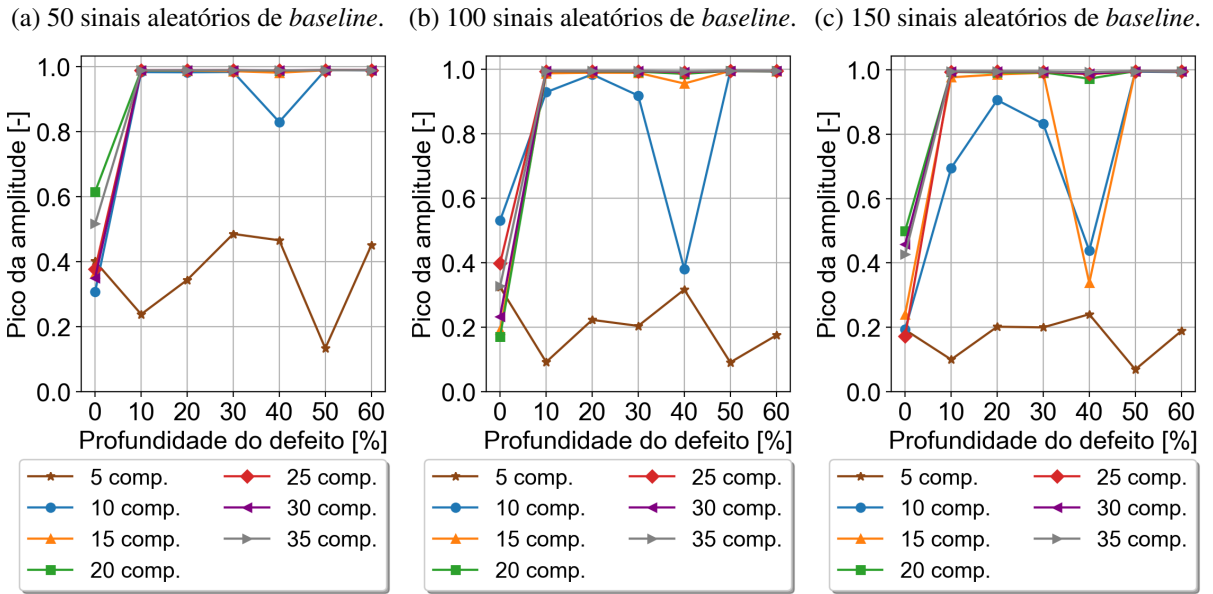 (a) 50 sinais aleatórios de baseline.
(b) 100 sinais aleatórios de baseline.
(c) 150 sinais aleatórios de baseline.
Pico da amplitude [-]
1.0
0.8
0.6
0.4
0.2
0.0
0 10 20 30 40 50 60
Profundidade do defeito [%]
5 comp.
10 comp.
15 comp.
20 comp.
25 comp.
30 comp.
35 comp.
Pico da amplitude [-]
1.0
0.8
0.6
0.4
0.2
0.0
0 10 20 30 40 50 60
Profundidade do defeito [%]
5 comp.
10 comp.
15 comp.
20 comp.
25 comp.
30 comp.
35 comp.
Pico da amplitude [-]
1.0
0.8
0.6
0.4
0.2
0.0
0 10 20 30 40 50 60
Profundidade do defeito [%]
5 comp.
10 comp.
15 comp.
20 comp.
25 comp.
30 comp.
35 comp.